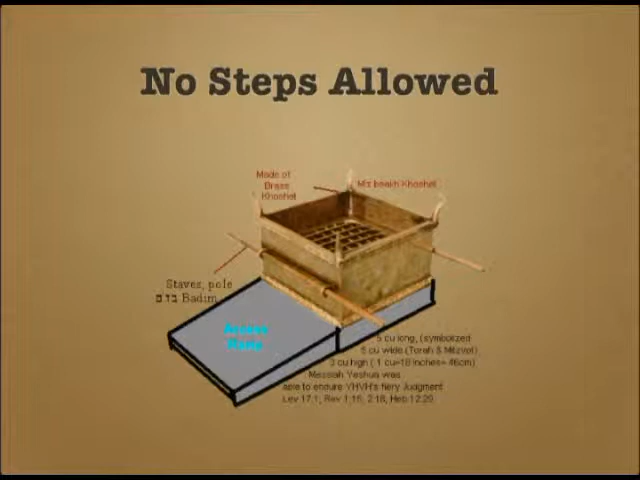 No Steps Allowed
Made of
Brass
Khoshet
Miz beakh Khoshet
Staves, pole
בדים Badim
Access
Ramp
5 cu long, (symbolized
5 cu wide (Torah & Mitzvot)
3 cu high ( 1 cu=18 inches= 46cm)
Messiah Yeshua was
able to endure YHVH's fiery Judgment
Lev 17:1, Rev 1:15, 2:18, Heb 12:29